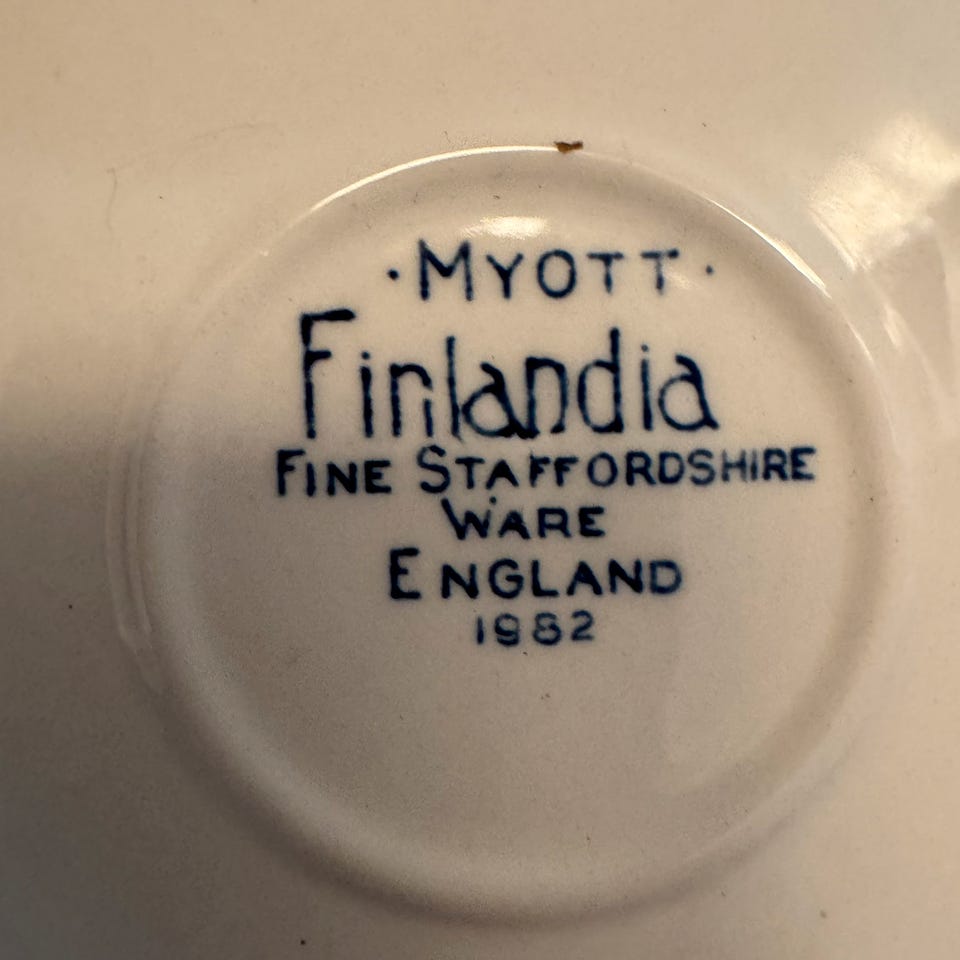 · MYOTT ·
Finlandia
FINE STAFFORDSHIRE
WARE
ENGLAND
1982